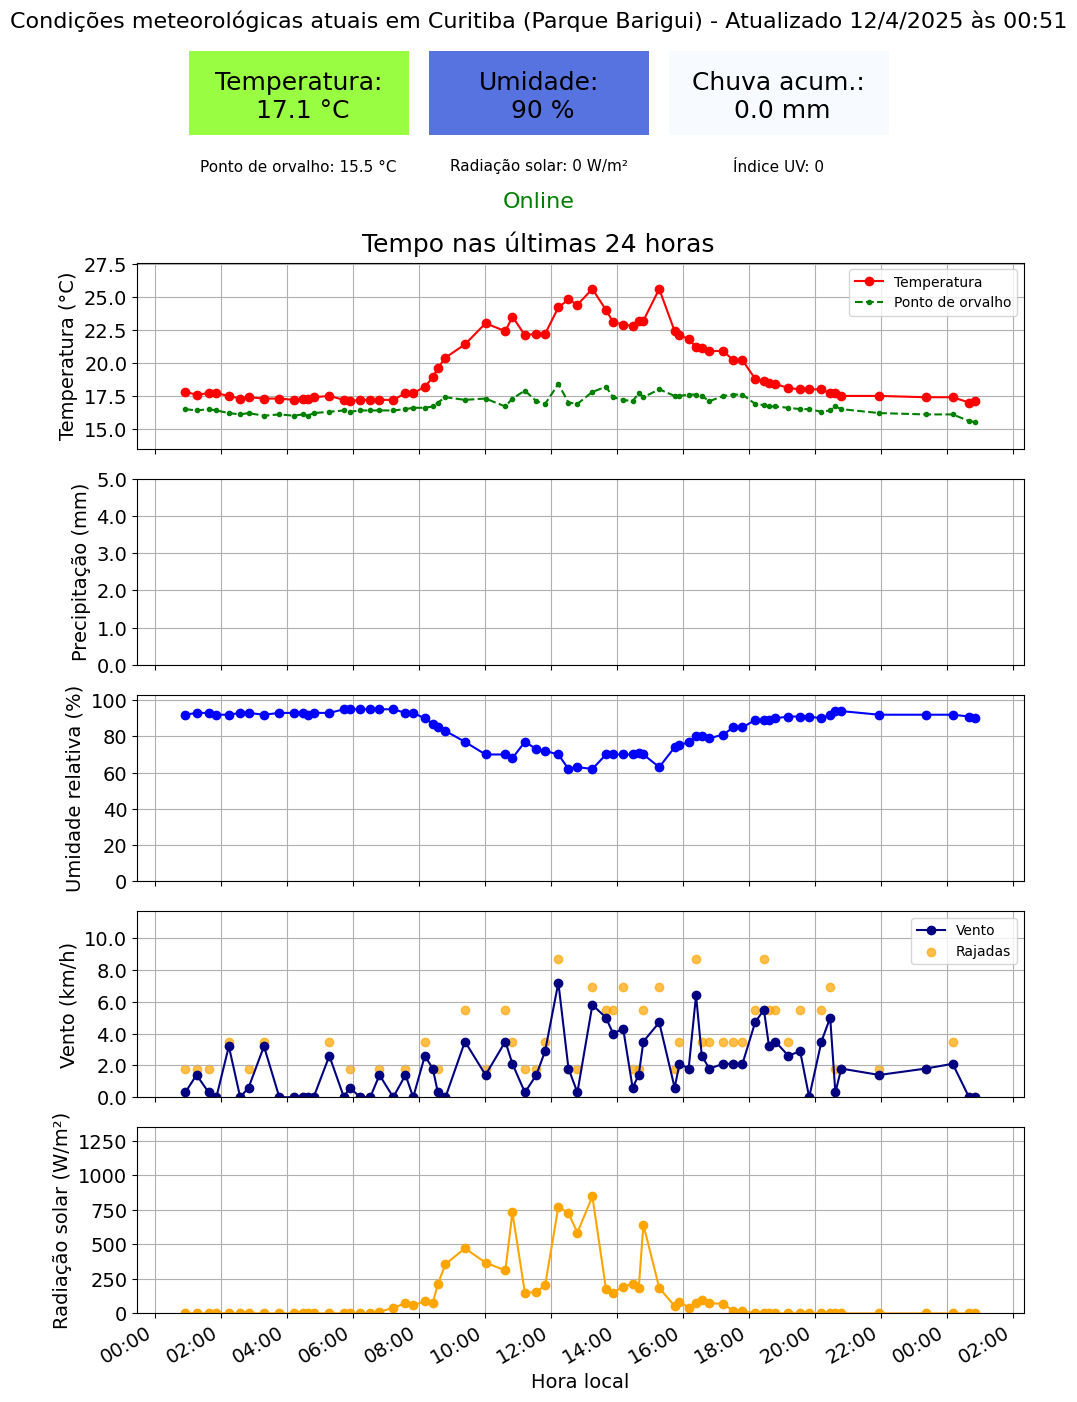 Condições meteorológicas atuais em Curitiba (Parque Barigui) - Atualizado 12/4/2025 às 00:51
Temperatura:
17.1 °C
Umidade:
90 %
Chuva acum.:
0.0 mm
Ponto de orvalho: 15.5 °C
Radiação solar: 0 W/m²
Índice UV: 0
Online
Tempo nas últimas 24 horas
Temperatura (°C)
27.5
25.0
22.5
20.0
17.5
15.0
Temperatura
Ponto de orvalho
Precipitação (mm)
5.0
4.0
3.0
2.0
1.0
0.0
Umidade relativa (%)
100
80
60
40
20
0
Vento (km/h)
10.0
8.0
6.0
4.0
2.0
0.0
Vento
Rajadas
Radiação solar (W/m²)
1250
1000
750
500
250
0
00:00 02:00 04:00 06:00 08:00 10:00 12:00 14:00 16:00 18:00 20:00 22:00 00:00 02:00
Hora local